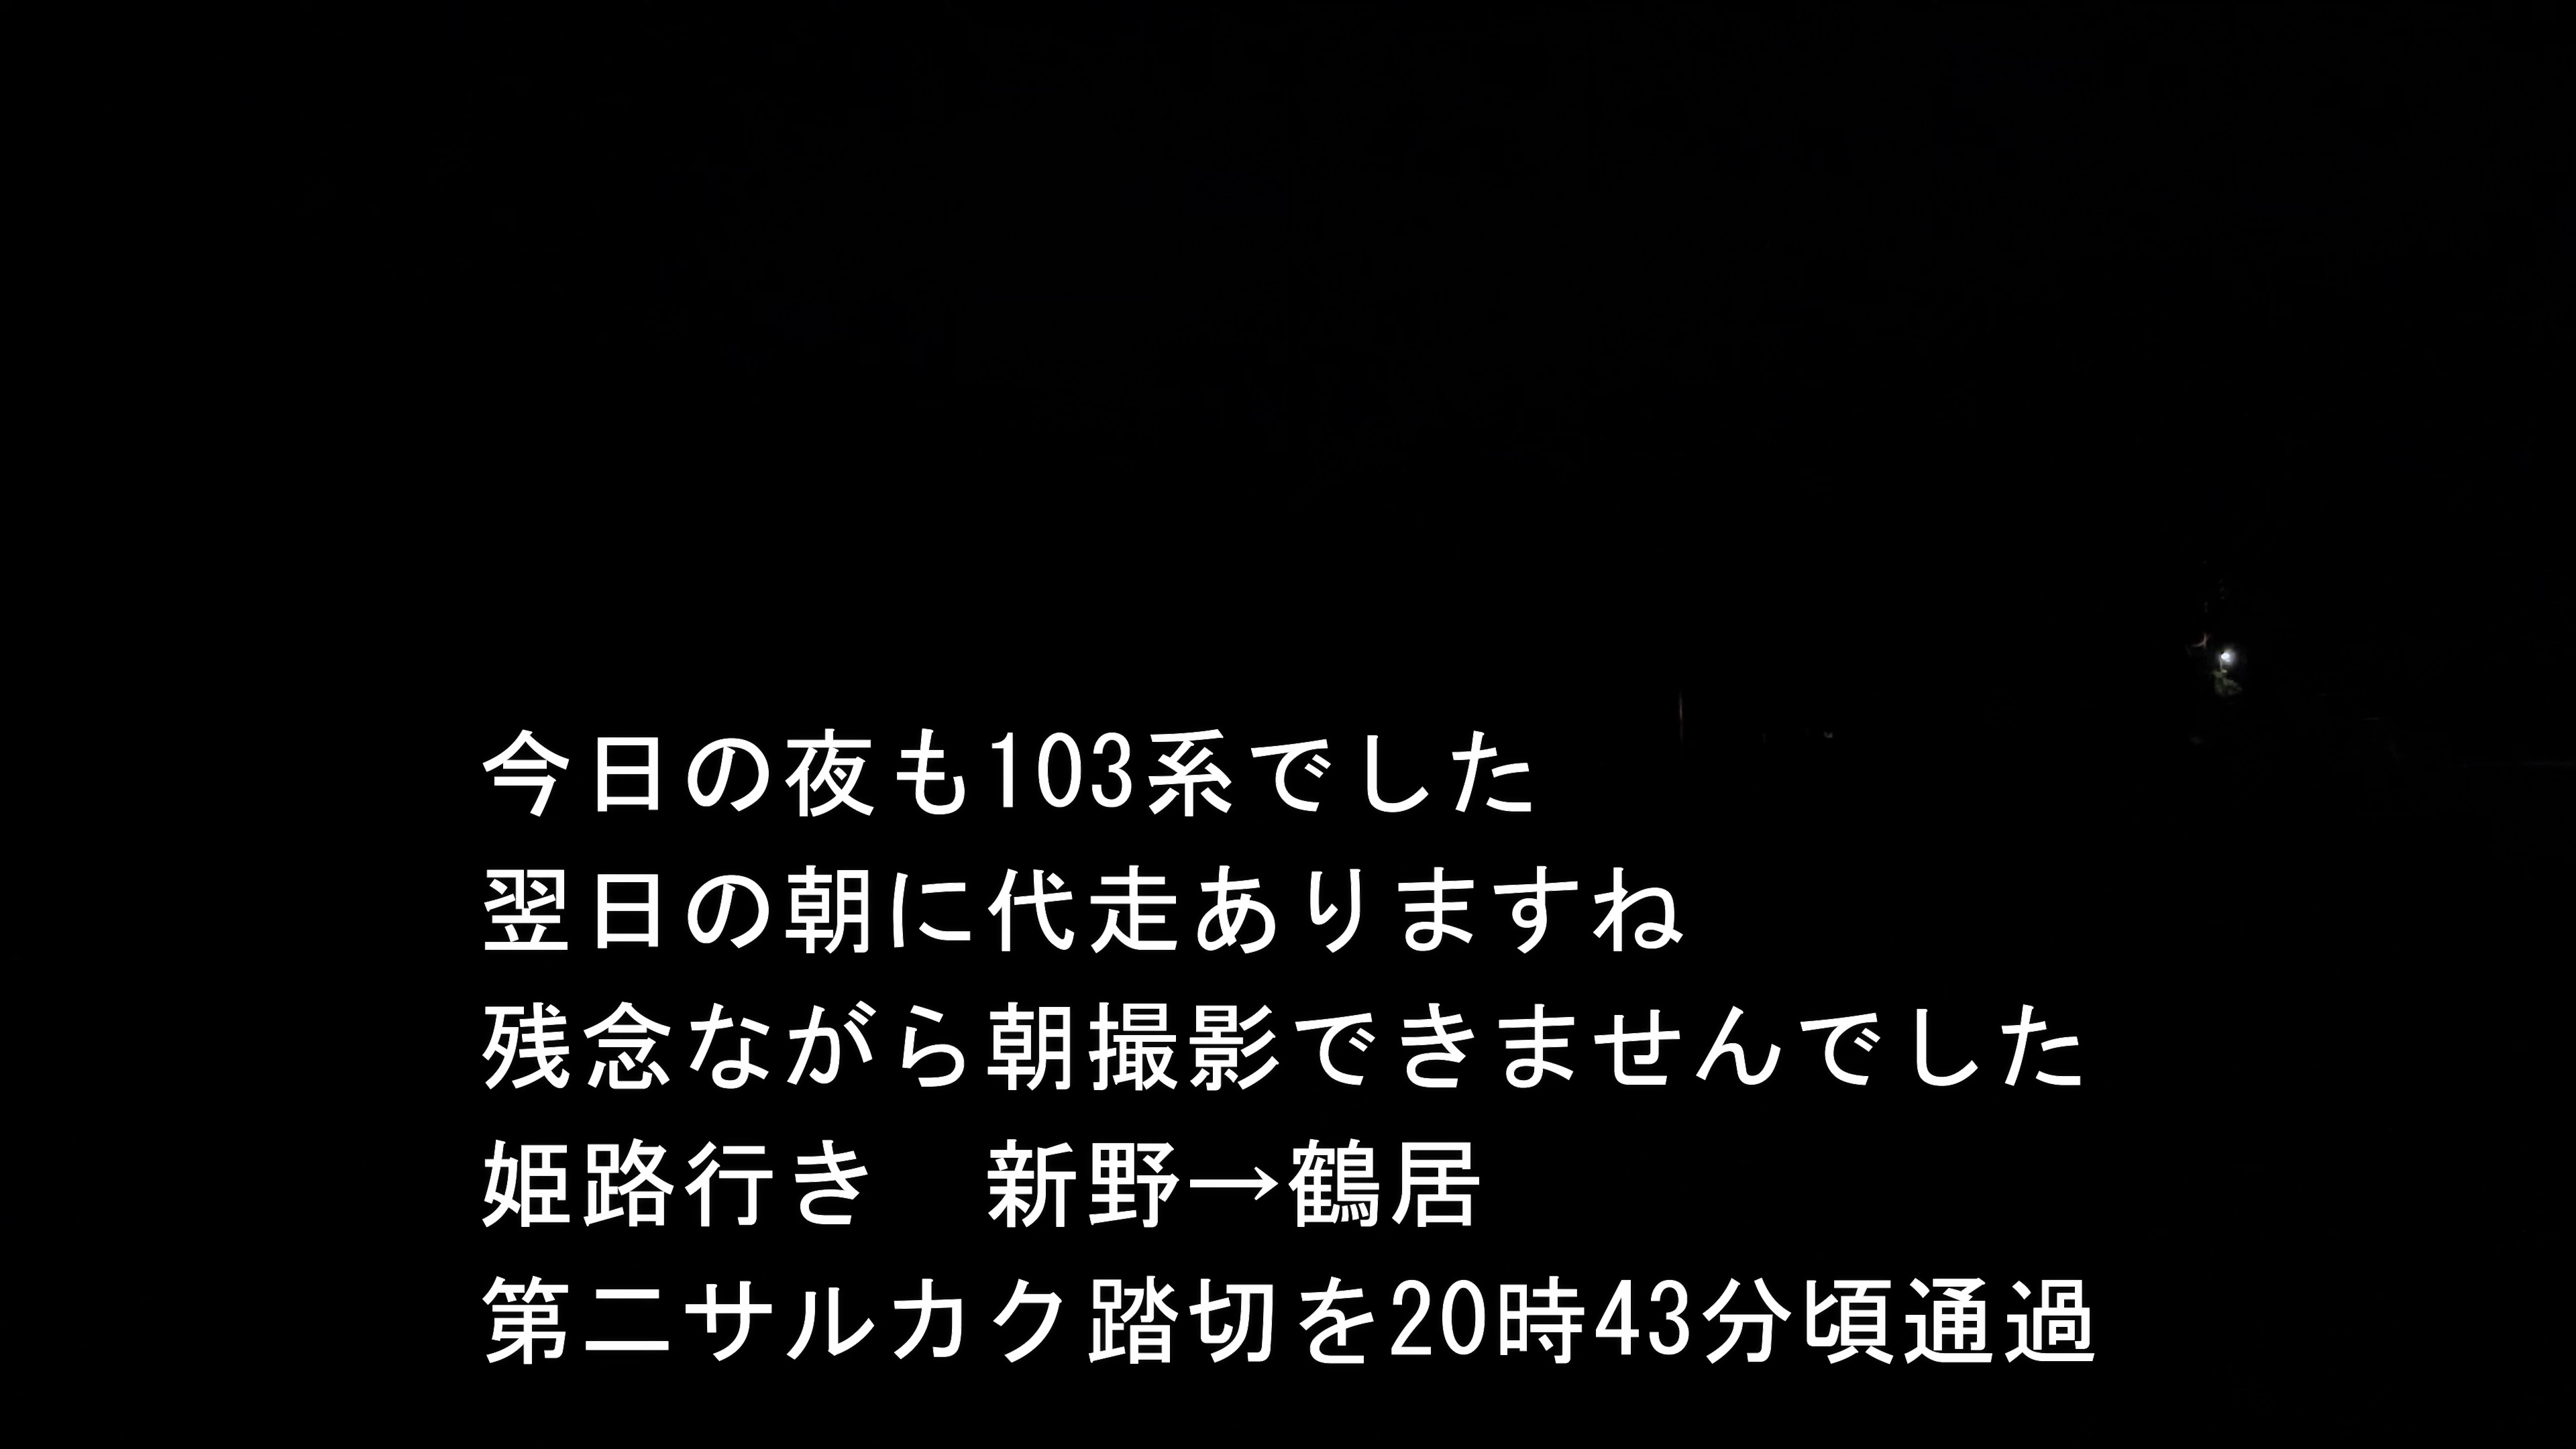 今日の夜も103系でした
翌日の朝に代走ありますね
残念ながら朝撮影できませんでした
姫路行き　新野→鶴居
第二サルカク踏切を20時43分頃通過